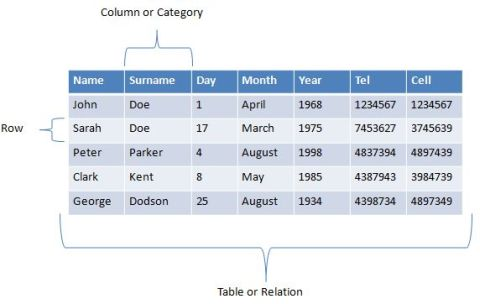 Column or Category
Name Surname Day Month Year Tel Cell
John Doe 1 April 1968 1234567 1234567
Row
Sarah Doe 17 March 1975 7453627 3745639
Peter Parker 4 August 1998 4837394 4897439
Clark Kent 8 May 1985 4387943 3984739
George Dodson 25 August 1934 4398734 4897349
Table or Relation